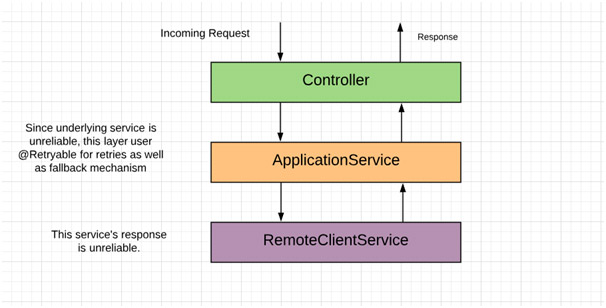 Incoming Request
Response
Controller
Since underlying service is
unreliable, this layer user
@Retryable for retries as well
as fallback mechanism
ApplicationService
This service's response
is unreliable.
RemoteClientService